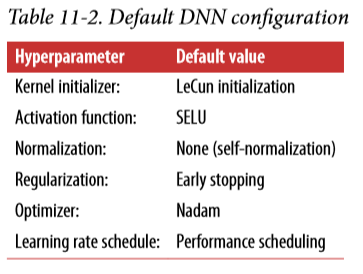 Table 11-2. Default DNN configuration
Hyperparameter Default value
Kernel initializer: LeCun initialization
Activation function: SELU
Normalization: None (self-normalization)
Regularization: Early stopping
Optimizer: Nadam
Learning rate schedule: Performance scheduling